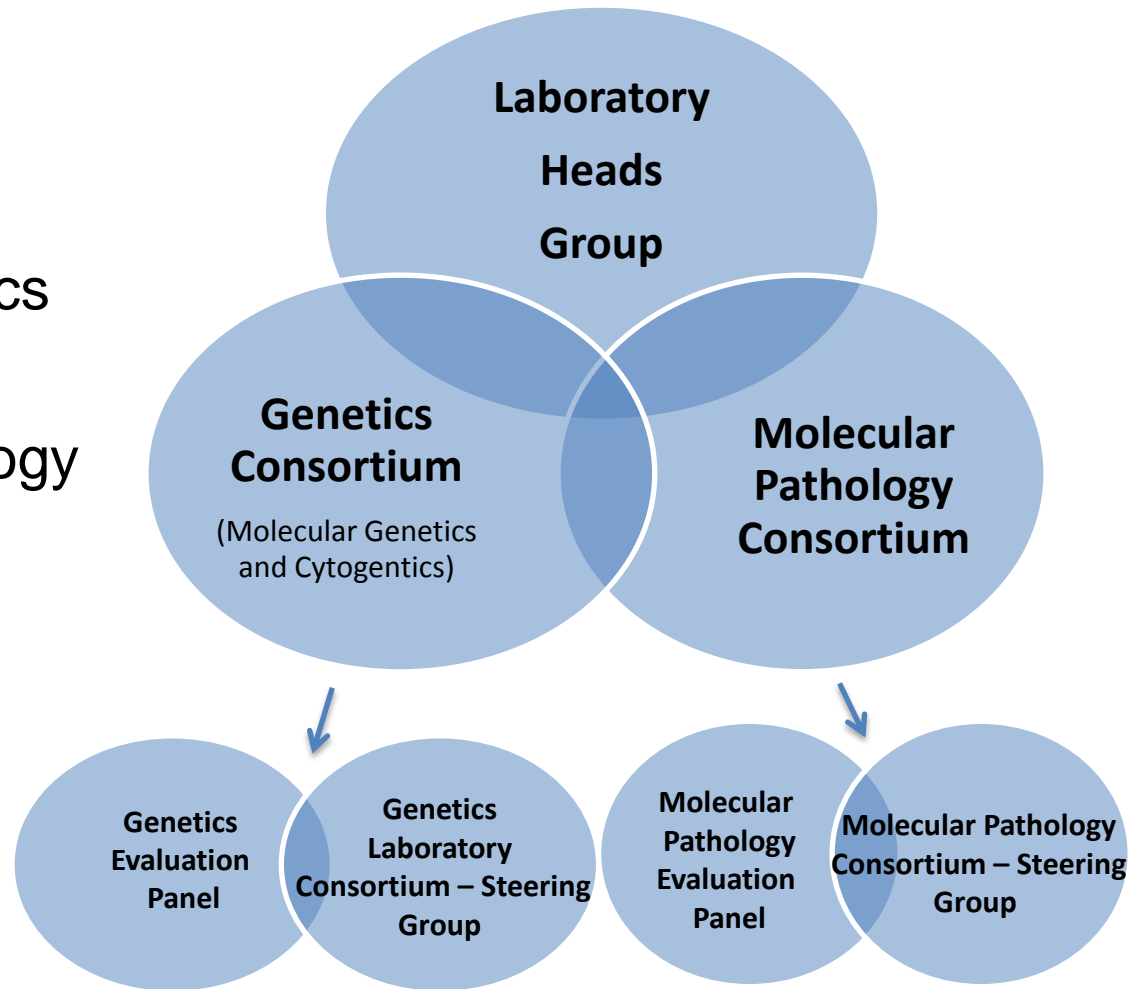 Laboratory
Heads
Group
cs
ogy
Genetics
Consortium
(Molecular Genetics
and Cytogentics)
Molecular
Pathology
Consortium
Genetics
Evaluation
Panel
Genetics
Laboratory
Consortium – Steering
Group
Molecular
Pathology
Evaluation
Panel
Molecular Pathology
Consortium – Steering
Group